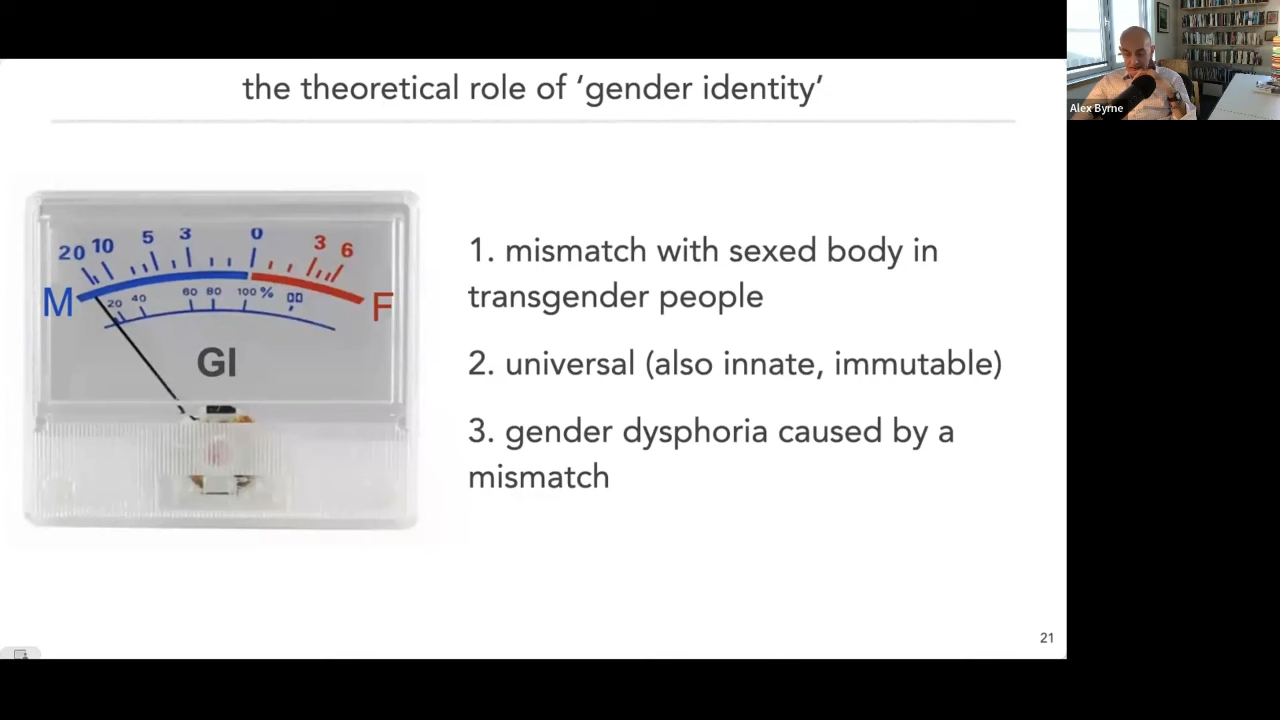 the theoretical role of ‘gender identity’
Alex Byrne
20 10 5 3 0 3 6
M F
20 40 60 80 100 %
GI
1. mismatch with sexed body in
transgender people
2. universal (also innate, immutable)
3. gender dysphoria caused by a
mismatch
21